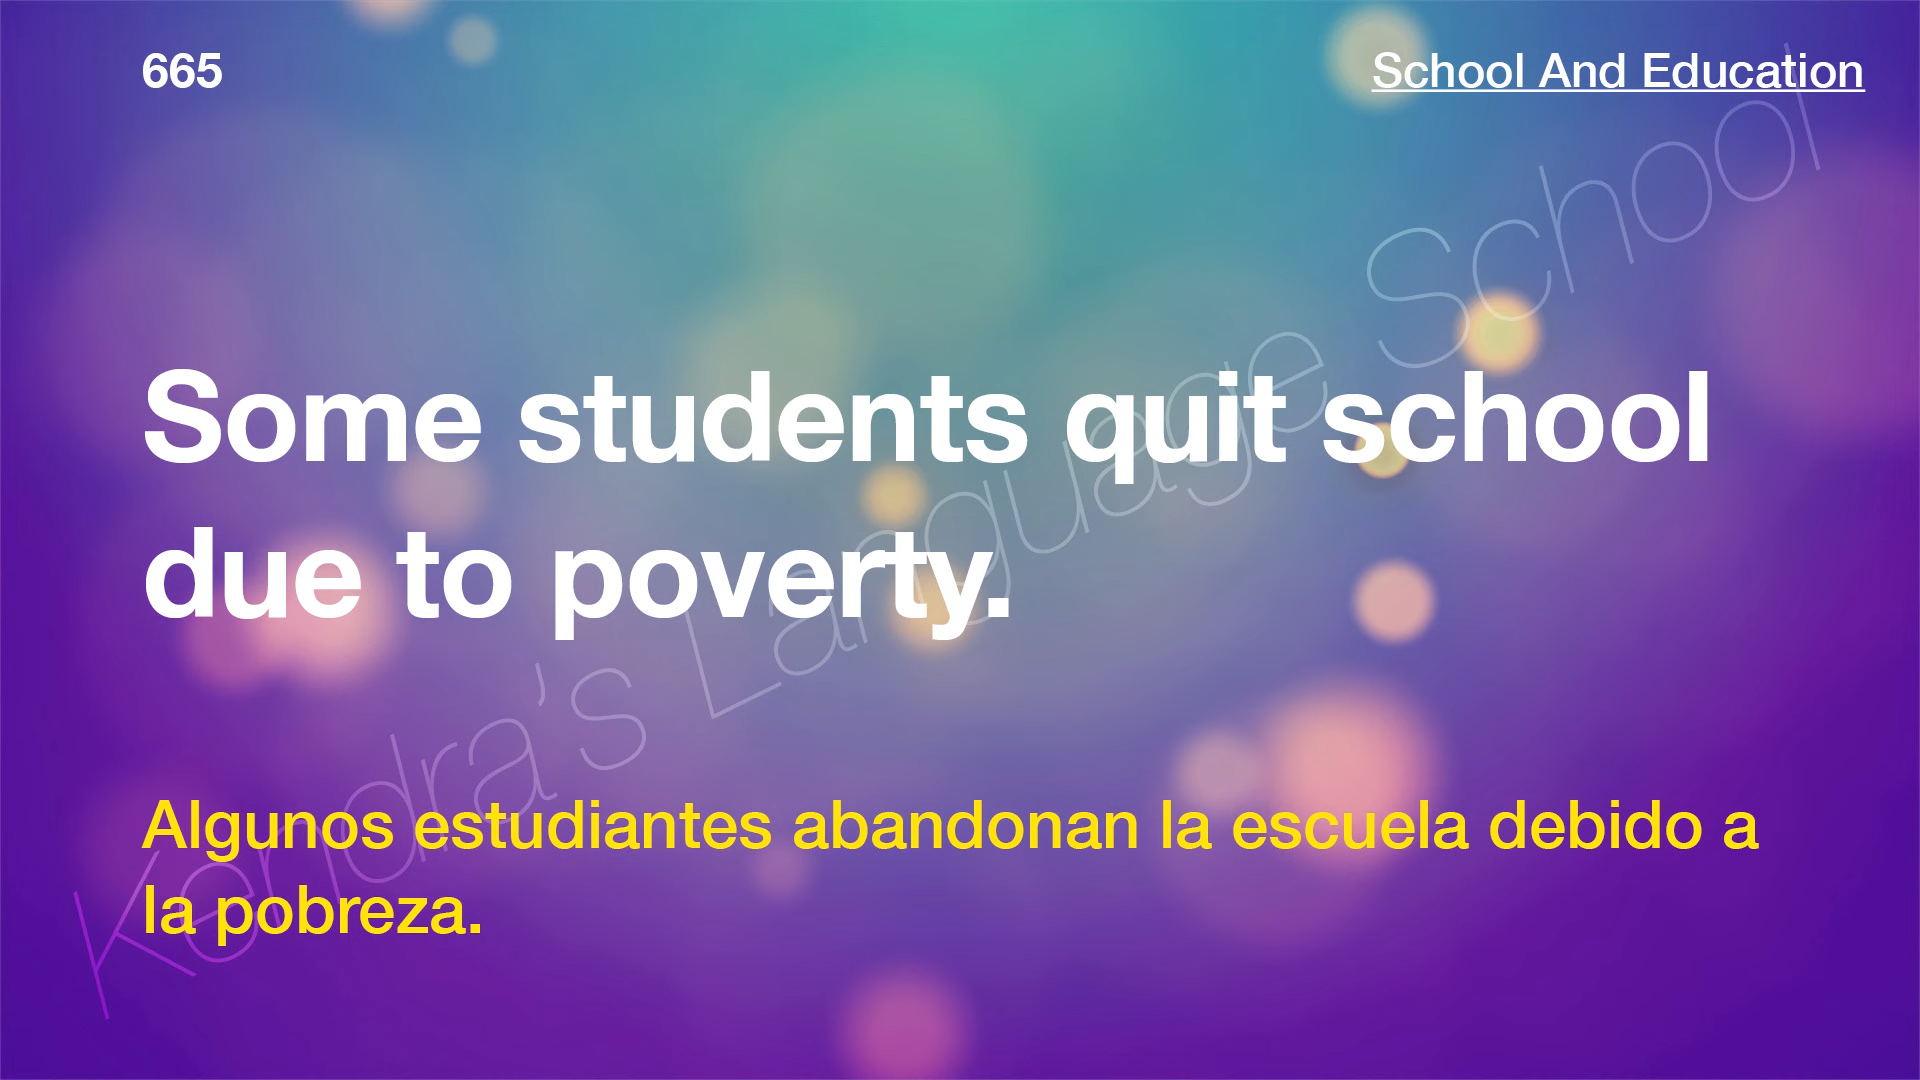 665
School And Education
Some students quit school
due to poverty.
Algunos estudiantes abandonan la escuela debido a
la pobreza.
Kendra's Language School